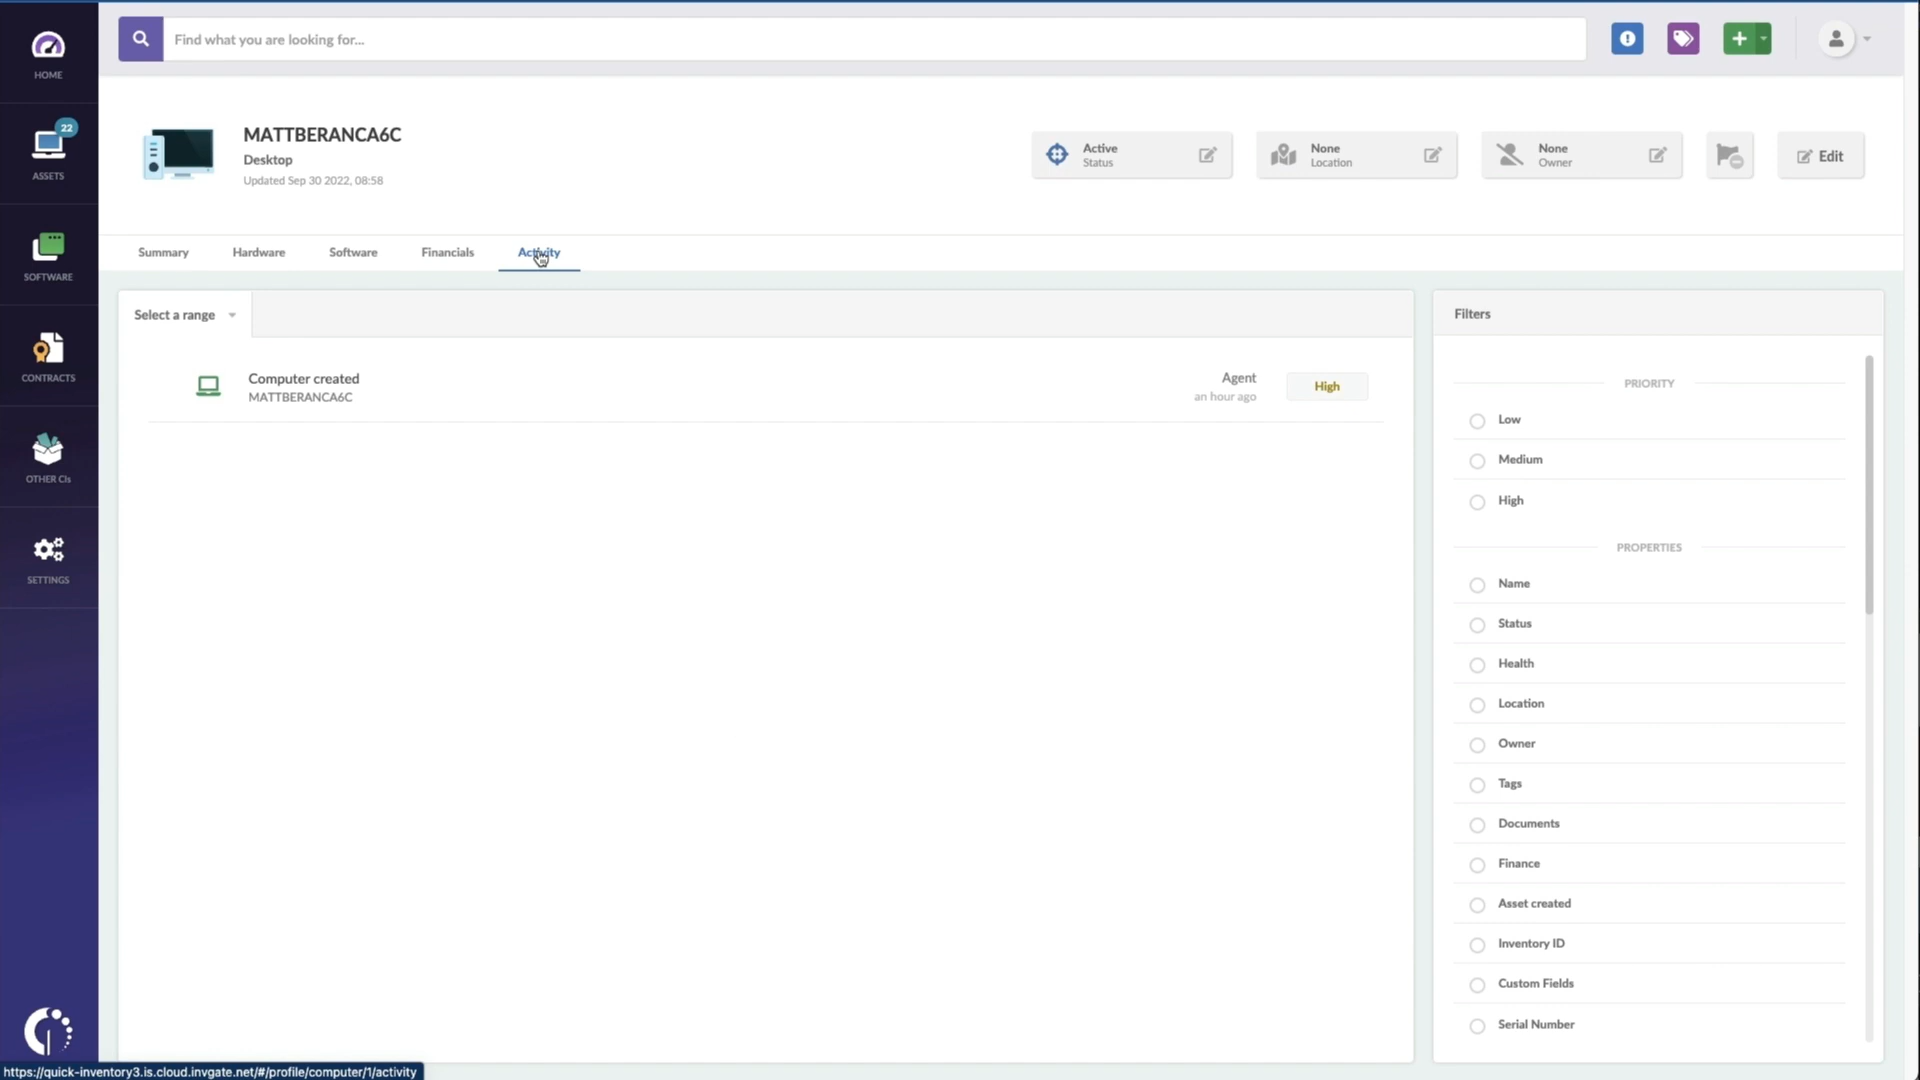 HOME
22
ASSETS
SOFTWARE
CONTRACTS
OTHER CIs
SETTINGS
Find what you are looking for...
MATTBERANCA6C
Desktop
Updated Sep 30 2022, 08:58
Active
Status
None
Location
None
Owner
Edit
Summary
Hardware
Software
Financials
Activity
Select a range
Computer created
MATTBERANCA6C
Agent
an hour ago
High
Filters
PRIORITY
Low
Medium
High
PROPERTIES
Name
Status
Health
Location
Owner
Tags
Documents
Finance
Asset created
Inventory ID
Custom Fields
Serial Number
https://quick-inventory3.is.cloud.invgate.net/#/profile/computer/1/activity